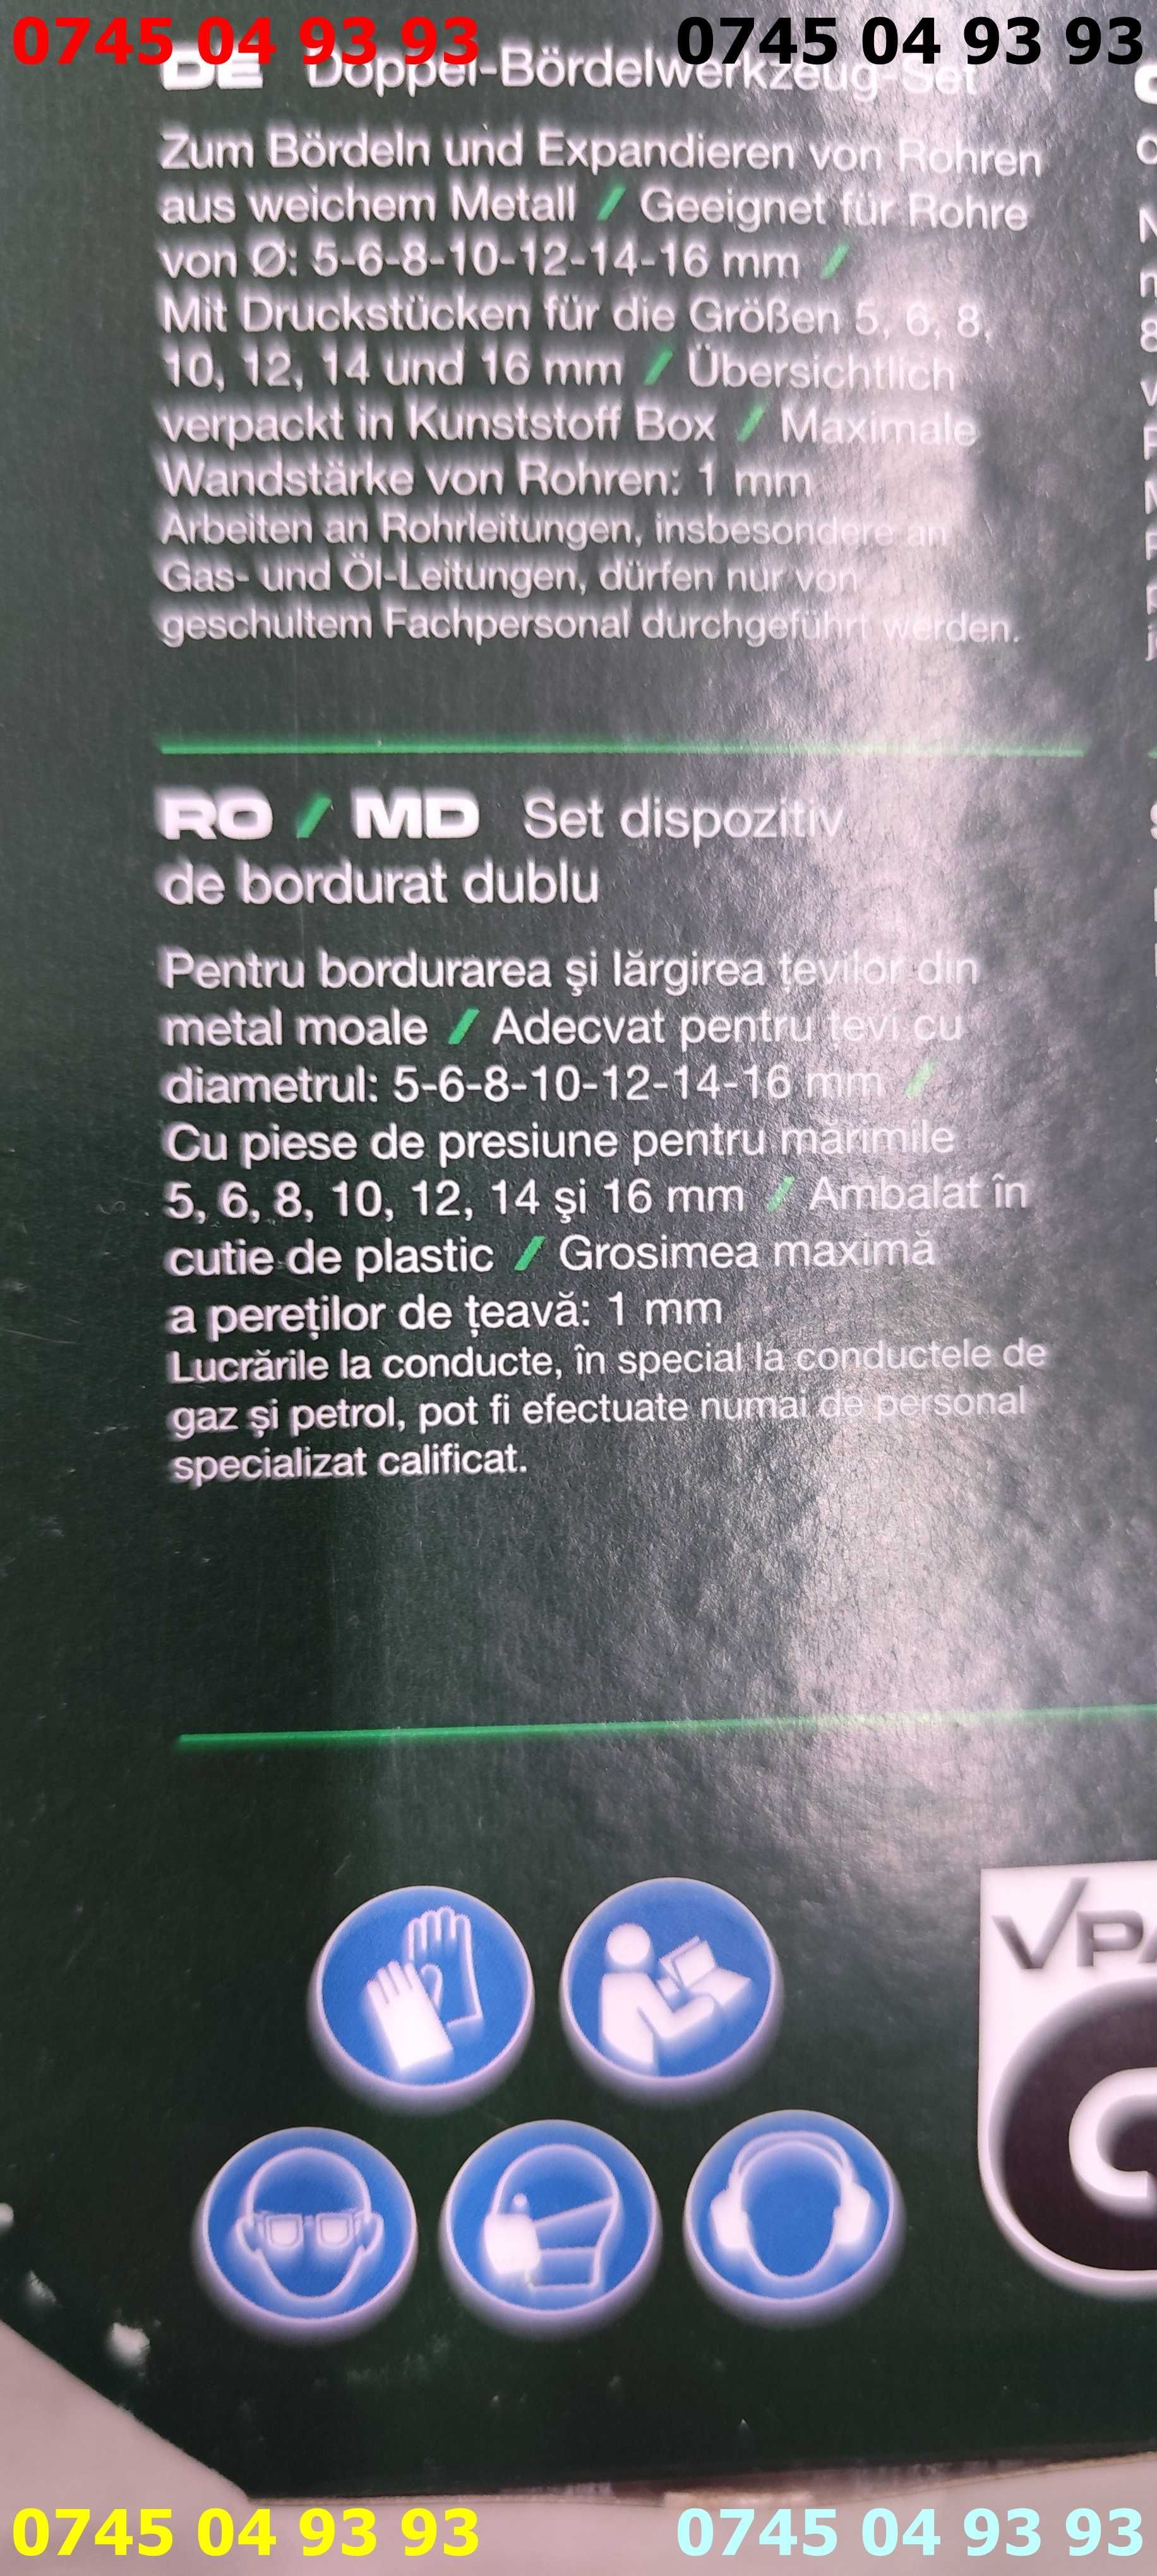 0745 04 93 93
0745 04 93 93
DE Doppel-Bördelwerkzeug-Set
Zum Bördeln und Expandieren von Rohren
aus weichem Metall / Geeignet für Rohre
von Ø: 5-6-8-10-12-14-16 mm /
Mit Druckstücken für die Größen 5, 6, 8,
10, 12, 14 und 16 mm / Übersichtlich
verpackt in Kunststoff Box / Maximale
Wandstärke von Rohren: 1 mm
Arbeiten an Rohrleitungen, insbesondere an
Gas- und Öl-Leitungen, dürfen nur von
geschultem Fachpersonal durchgeführt werden.
RO / MD Set dispozitiv
de bordurat dublu
Pentru bordurarea şi lărgirea ţevilor din
metal moale / Adecvat pentru ţevi cu
diametrul: 5-6-8-10-12-14-16 mm /
Cu piese de presiune pentru mărimile
5, 6, 8, 10, 12, 14 şi 16 mm / Ambalat în
cutie de plastic / Grosimea maximă
a pereţilor de ţeavă: 1 mm
Lucrările la conducte, în special la conductele de
gaz şi petrol, pot fi efectuate numai de personal
specializat calificat.
VPA
0745 04 93 93
0745 04 93 93